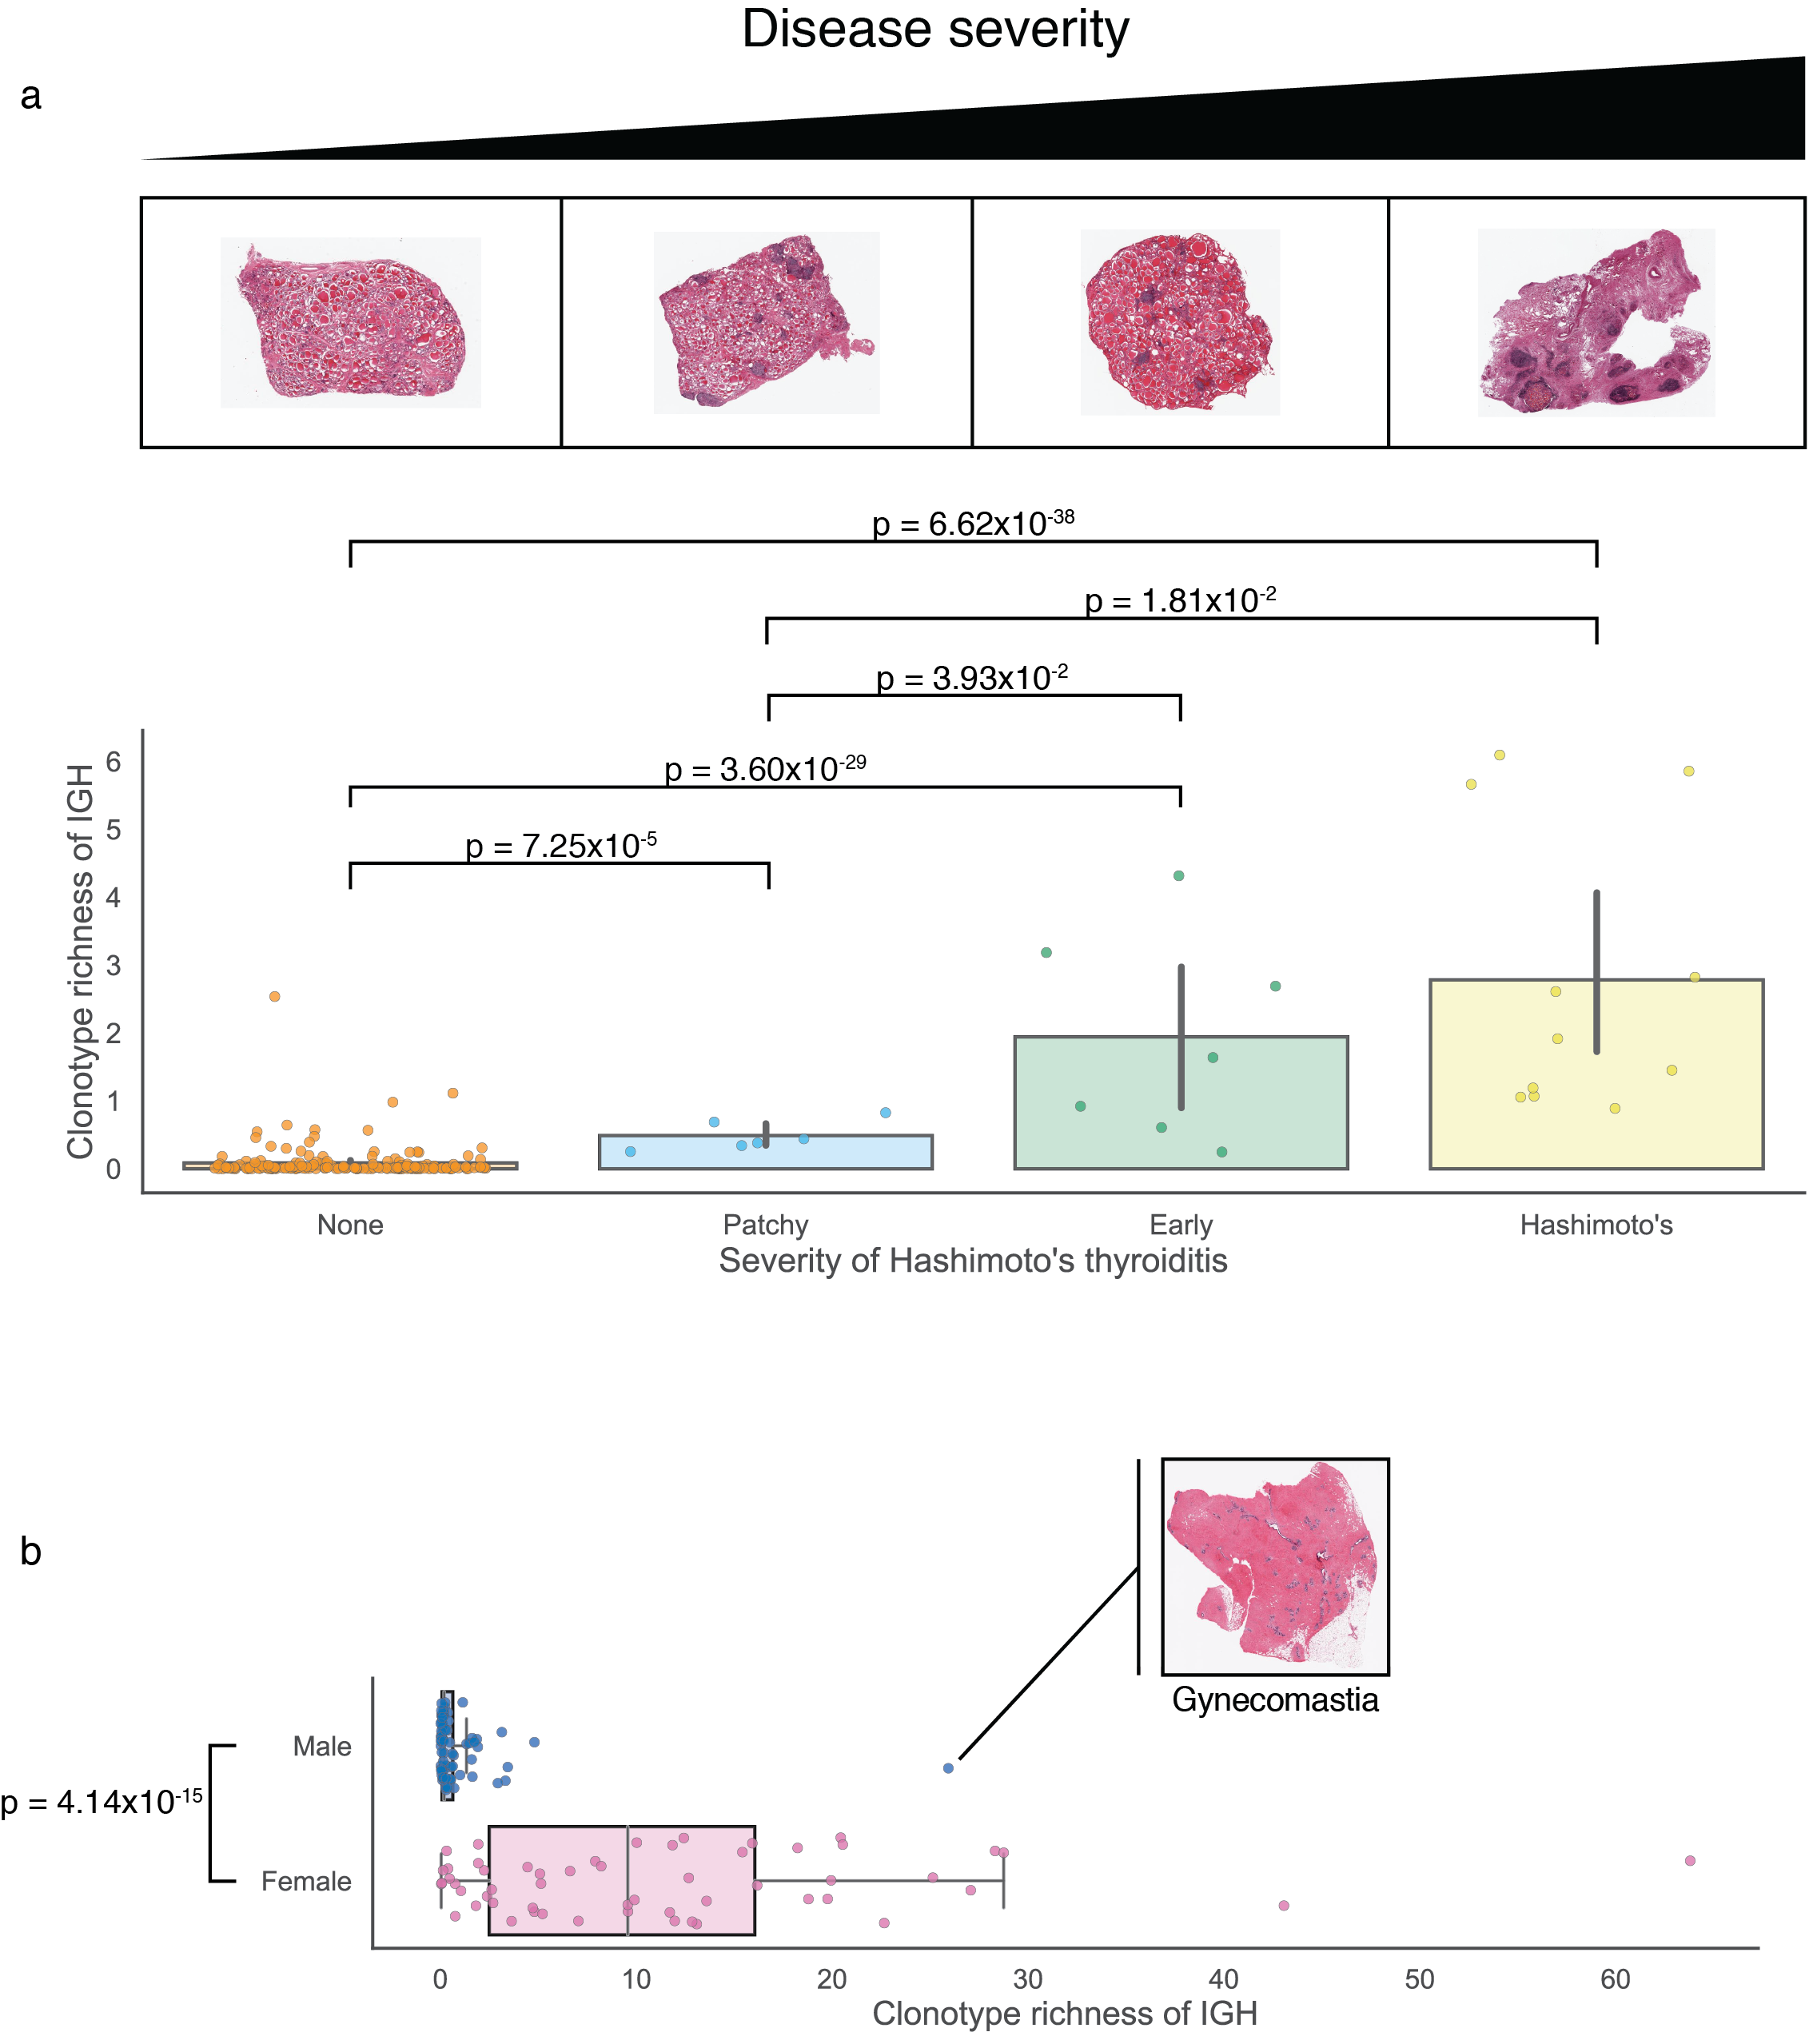 Disease severity
a
p = 6.62x10-38
p = 1.81x10-2
p = 3.93x10-2
p = 3.60x10-29
p = 7.25x10-5
Clonotype richness of IGH
6
5
4
3
2
1
0
None Patchy Early Hashimoto's
Severity of Hashimoto's thyroiditis
b
Gynecomastia
Male
p = 4.14x10-15
Female
0 10 20 30 40 50 60
Clonotype richness of IGH